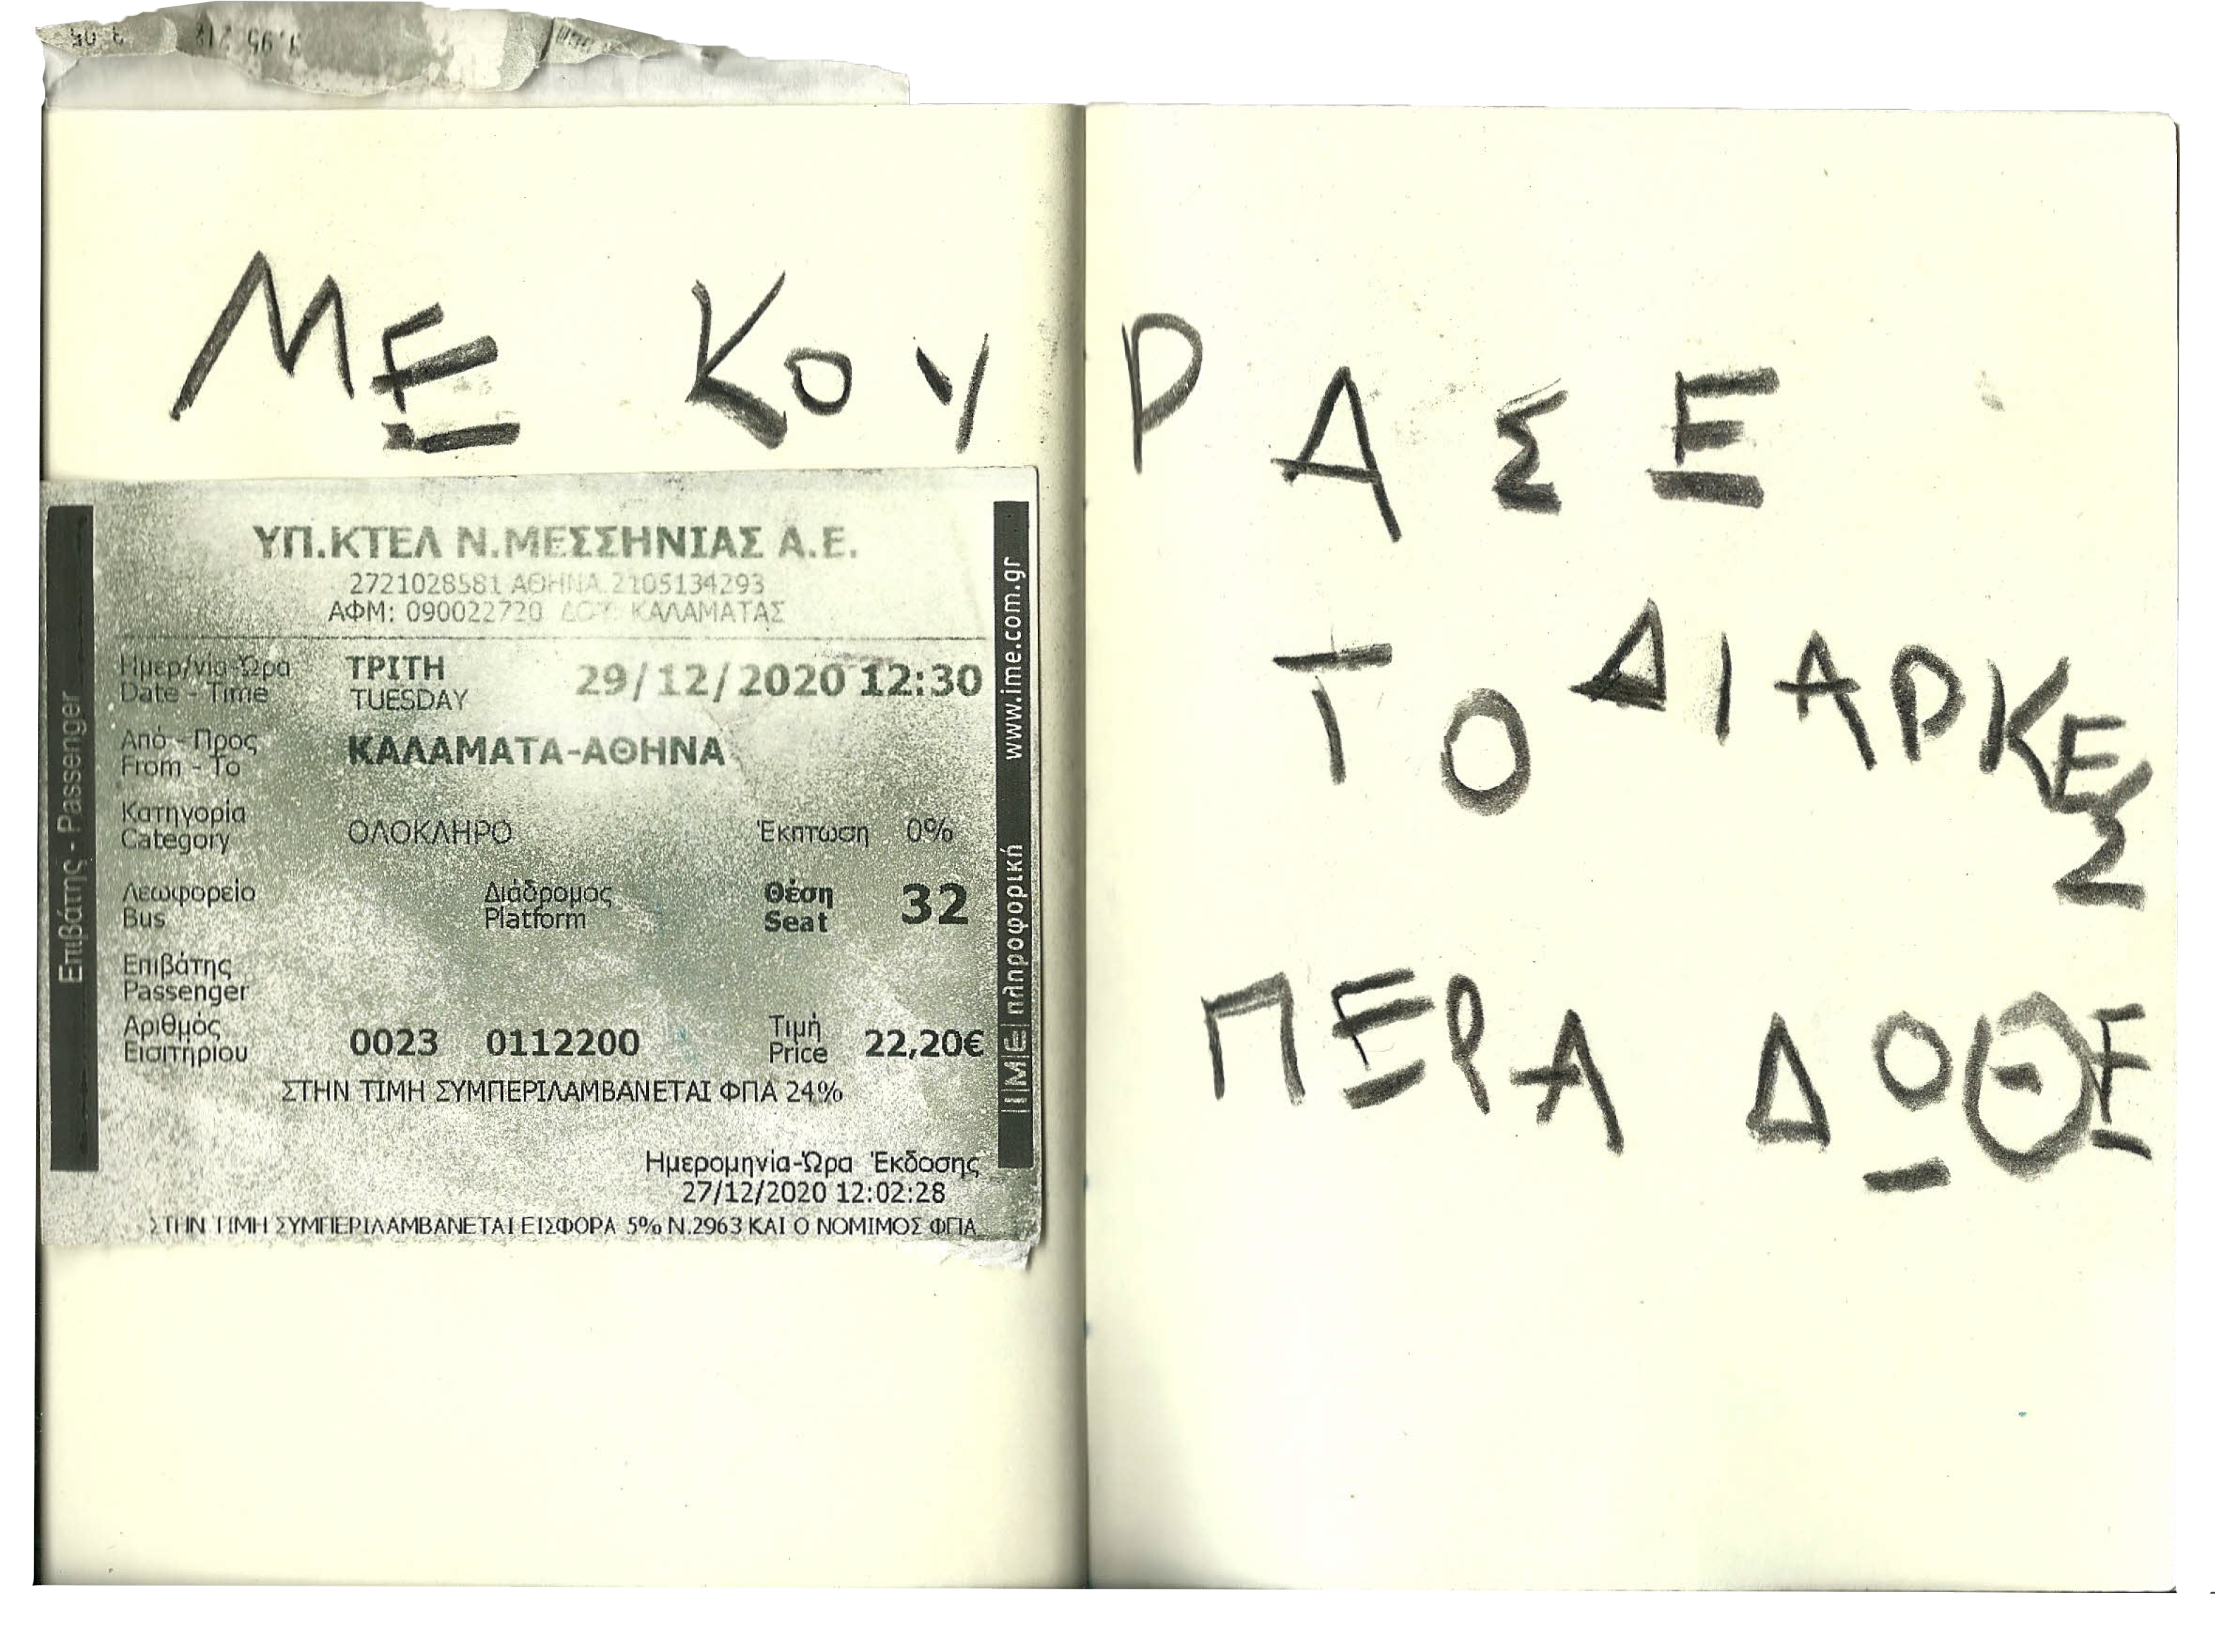 ΜΕ ΚΟΥΡΑΣΕ
ΤΟ ΔΙΑΡΚΕΣ
ΠΕΡΑ ΔΩΘΕ
ΥΠ.ΚΤΕΛ Ν.ΜΕΣΣΗΝΙΑΣ Α.Ε.
2721028581 ΑΘΗΝΑ 2105134293
ΑΦΜ: 090022720 ΔΟΥ: ΚΑΛΑΜΑΤΑΣ
Ημερ/νία-Ώρα ΤΡΙΤΗ 29/12/2020 12:30
Date - Time TUESDAY
Από - Προς ΚΑΛΑΜΑΤΑ-ΑΘΗΝΑ
From - To
Κατηγορία ΟΛΟΚΛΗΡΟ Έκπτωση 0%
Category
Λεωφορείο Διάδρομος Θέση 32
Bus Platform Seat
Επιβάτης
Passenger
Αριθμός 0023 0112200 Τιμή 22,20€
Εισιτηρίου Price
ΣΤΗΝ ΤΙΜΗ ΣΥΜΠΕΡΙΛΑΜΒΑΝΕΤΑΙ ΦΠΑ 24%
Ημερομηνία-Ώρα Έκδοσης
27/12/2020 12:02:28
ΣΤΗΝ ΤΙΜΗ ΣΥΜΠΕΡΙΛΑΜΒΑΝΕΤΑΙ ΕΙΣΦΟΡΑ 5% Ν.2963 ΚΑΙ Ο ΝΟΜΙΜΟΣ ΦΠΑ
Επιβάτης - Passenger
IME πληροφορική www.ime.com.gr